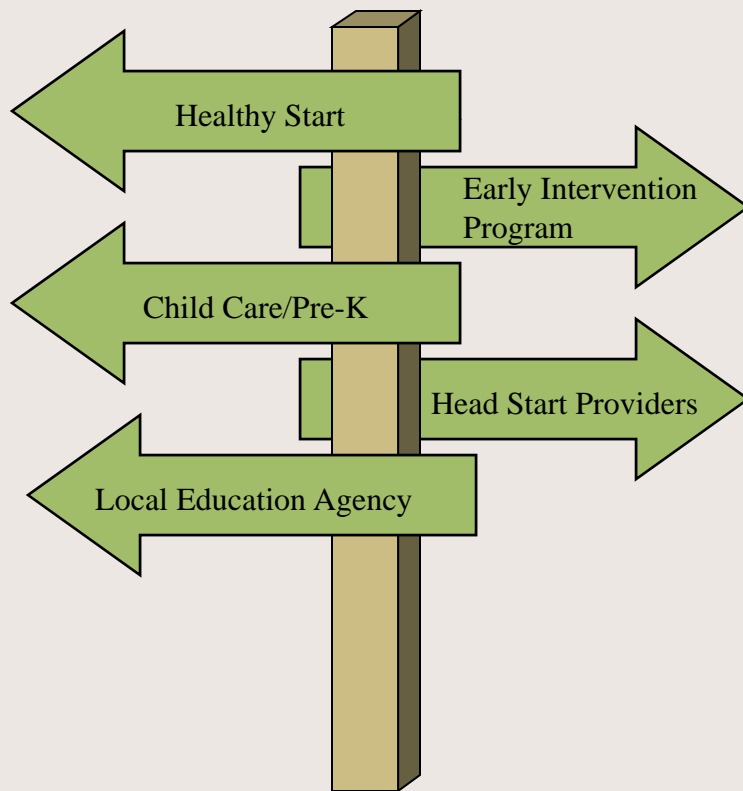 Healthy Start
Early Intervention
Program
Child Care/Pre-K
Head Start Providers
Local Education Agency